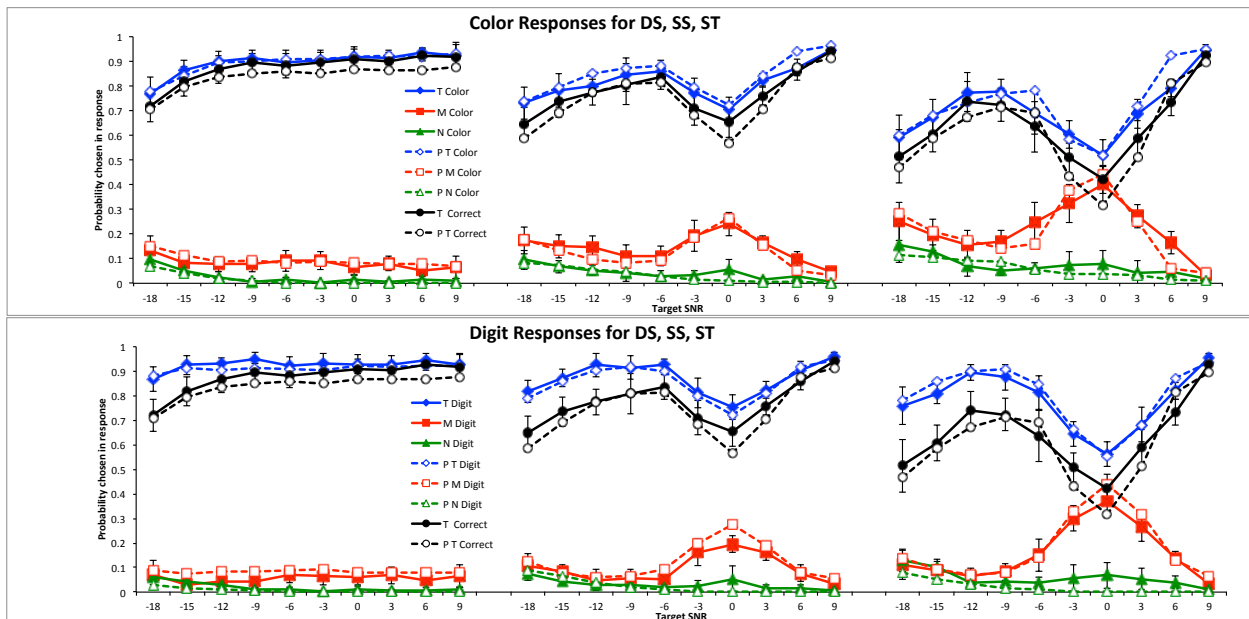 Color Responses for DS, SS, ST
Probability chosen in response
1
0.9
0.8
0.7
0.6
0.5
0.4
0.3
0.2
0.1
0
T Color
M Color
N Color
P T Color
P M Color
P N Color
T Correct
P T Correct
-18 -15 -12 -9 -6 -3 0 3 6 9
-18 -15 -12 -9 -6 -3 0 3 6 9
-18 -15 -12 -9 -6 -3 0 3 6 9
Target SNR
Digit Responses for DS, SS, ST
Probability chosen in response
1
0.9
0.8
0.7
0.6
0.5
0.4
0.3
0.2
0.1
0
T Digit
M Digit
N Digit
P T Digit
P M Digit
P N Digit
T Correct
P T Correct
-18 -15 -12 -9 -6 -3 0 3 6 9
-18 -15 -12 -9 -6 -3 0 3 6 9
-18 -15 -12 -9 -6 -3 0 3 6 9
Target SNR